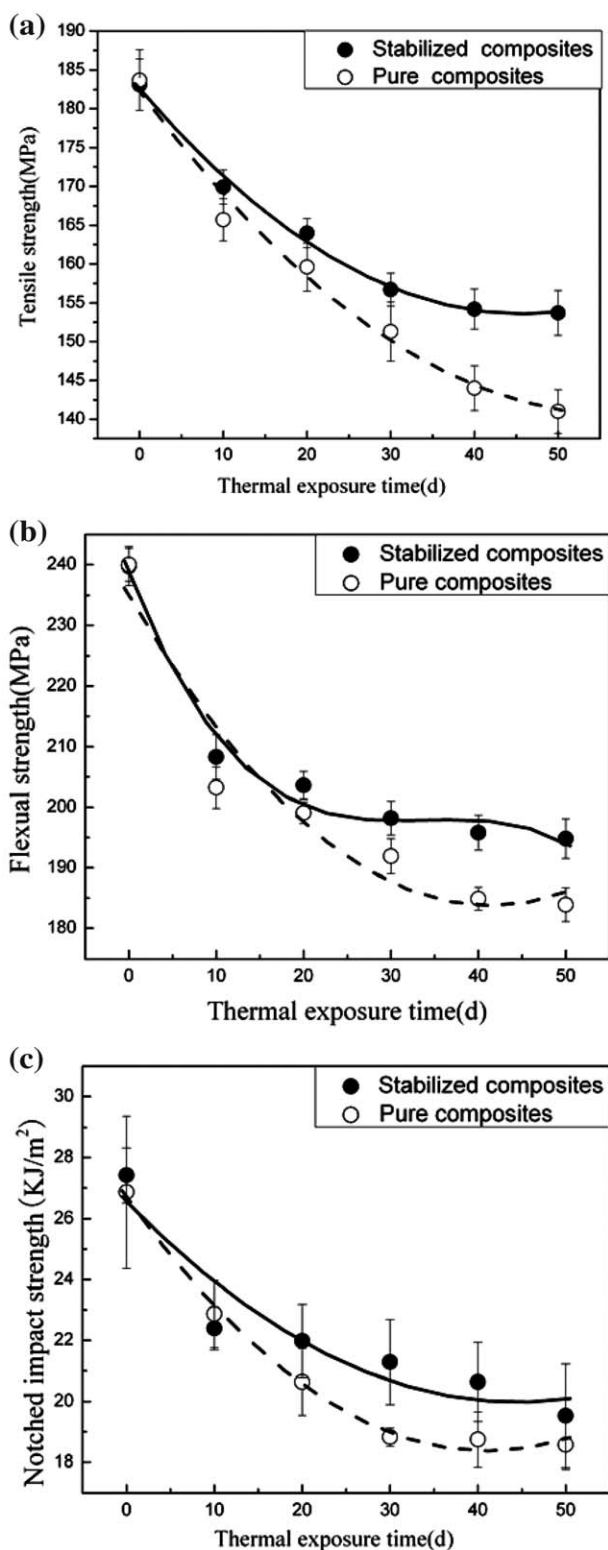 (a)
Stabilized composites
Pure composites
190
185
180
175
170
165
160
155
150
145
140
Tensile strength(MPa)
0 10 20 30 40 50
Thermal exposure time(d)
(b)
Stabilized composites
Pure composites
240
230
220
210
200
190
180
Flexual strength(MPa)
0 10 20 30 40 50
Thermal exposure time(d)
(c)
Stabilized composites
Pure composites
30
28
26
24
22
20
18
Notched impact strength (KJ/m²)
0 10 20 30 40 50
Thermal exposure time(d)